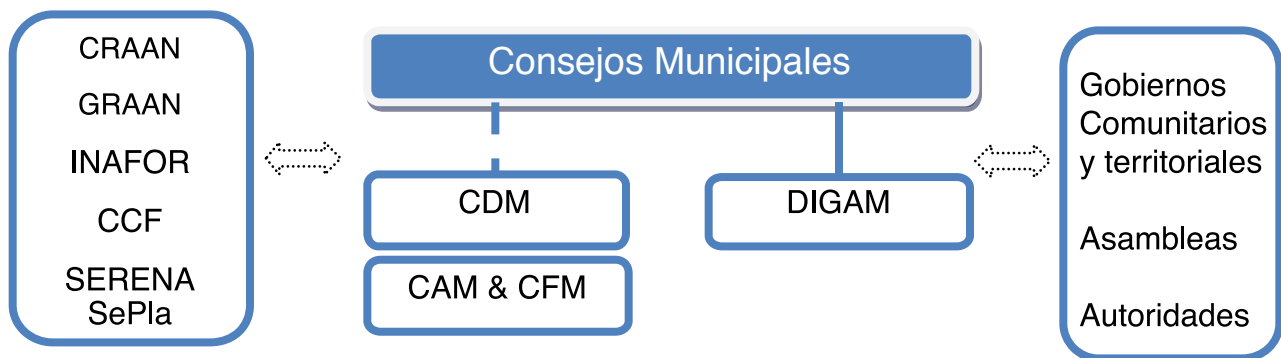 CRAAN
GRAAN
INAFOR
CCF
SERENA
SePla
Consejos Municipales
CDM
CAM & CFM
DIGAM
Gobiernos
Comunitarios
y territoriales
Asambleas
Autoridades